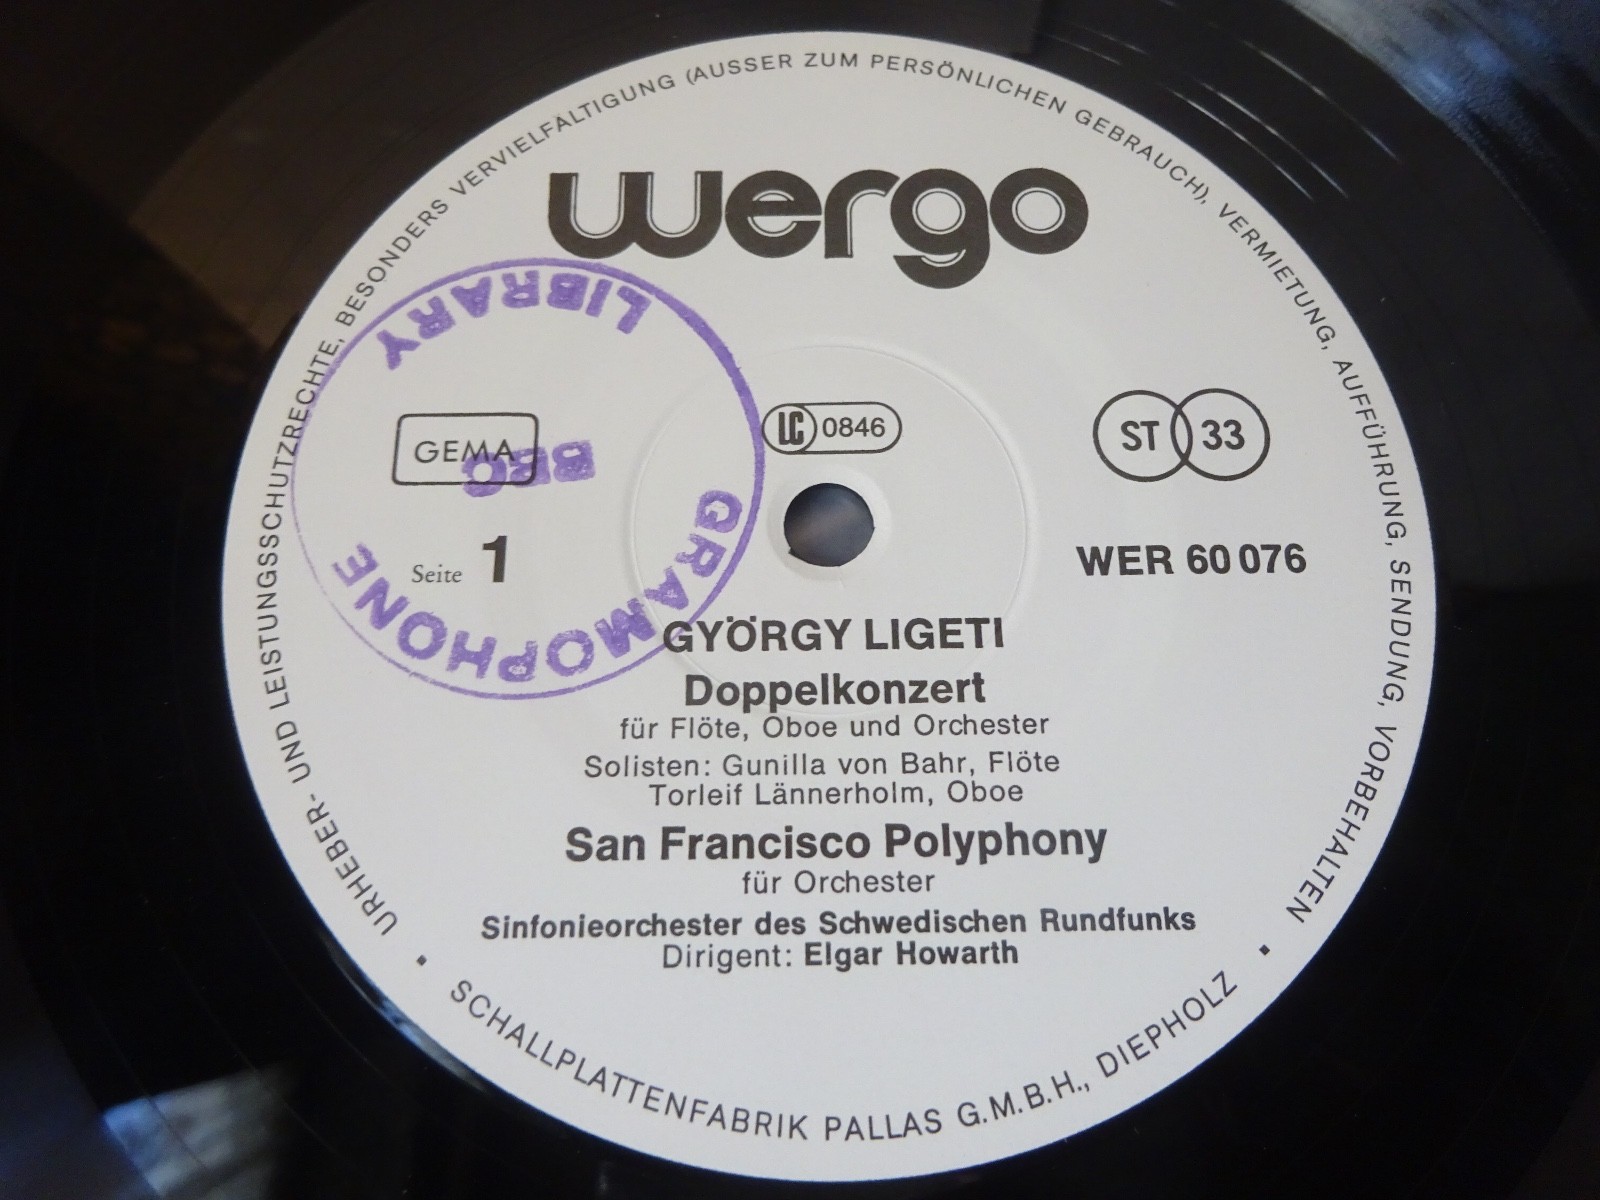 URHEBER- UND LEISTUNGSSCHUTZRECHTE, BESONDERS VERVIELFÄLTIGUNG (AUSSER ZUM PERSÖNLICHEN GEBRAUCH), VERMIETUNG, AUFFÜHRUNG, SENDUNG, VORBEHALTEN
wergo
LIBRARY
BBC
GRAMOPHONE
GEMA
LC 0846
ST 33
Seite 1
WER 60 076
GYÖRGY LIGETI
Doppelkonzert
für Flöte, Oboe und Orchester
Solisten: Gunilla von Bahr, Flöte
Torleif Lännerholm, Oboe
San Francisco Polyphony
für Orchester
Sinfonieorchester des Schwedischen Rundfunks
Dirigent: Elgar Howarth
• SCHALLPLATTENFABRIK PALLAS G.M.B.H., DIEPHOLZ •